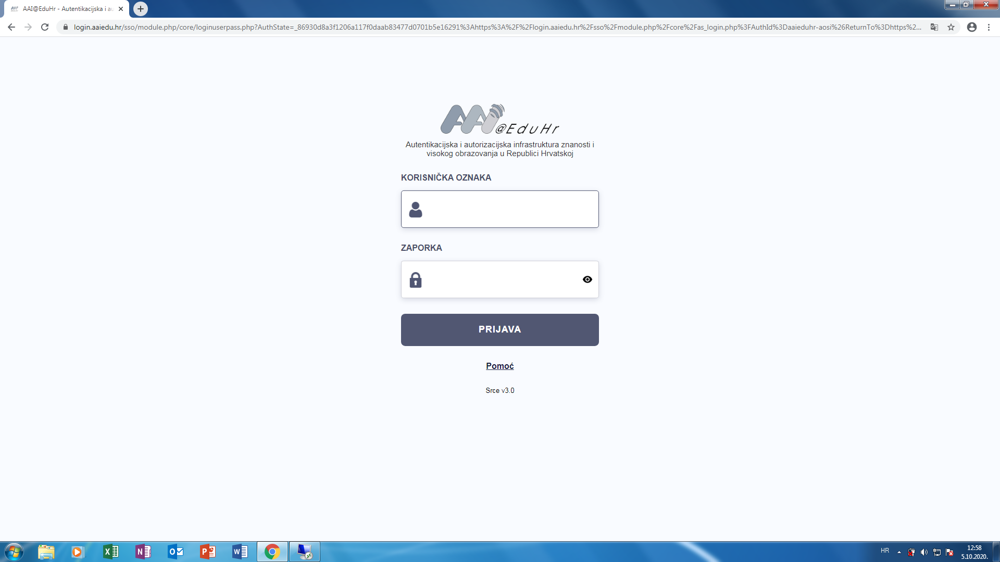 AAI@EduHr - Autentikacijska i au
login.aaiedu.hr/sso/module.php/core/loginuserpass.php?AuthState=_86930d8a3f1206a117f0daab83477d0701b5e16291%3Ahttps%3A%2F%2Flogin.aaiedu.hr%2Fsso%2Fmodule.php%2Fcore%2Fas_login.php%3FAuthId%3Daaieduhr-aosi%26ReturnTo%3Dhttps%2...
AAI@EduHr
Autentikacijska i autorizacijska infrastruktura znanosti i
visokog obrazovanja u Republici Hrvatskoj
KORISNIČKA OZNAKA
ZAPORKA
PRIJAVA
Pomoć
Srce v3.0
HR
12:58
5.10.2020.